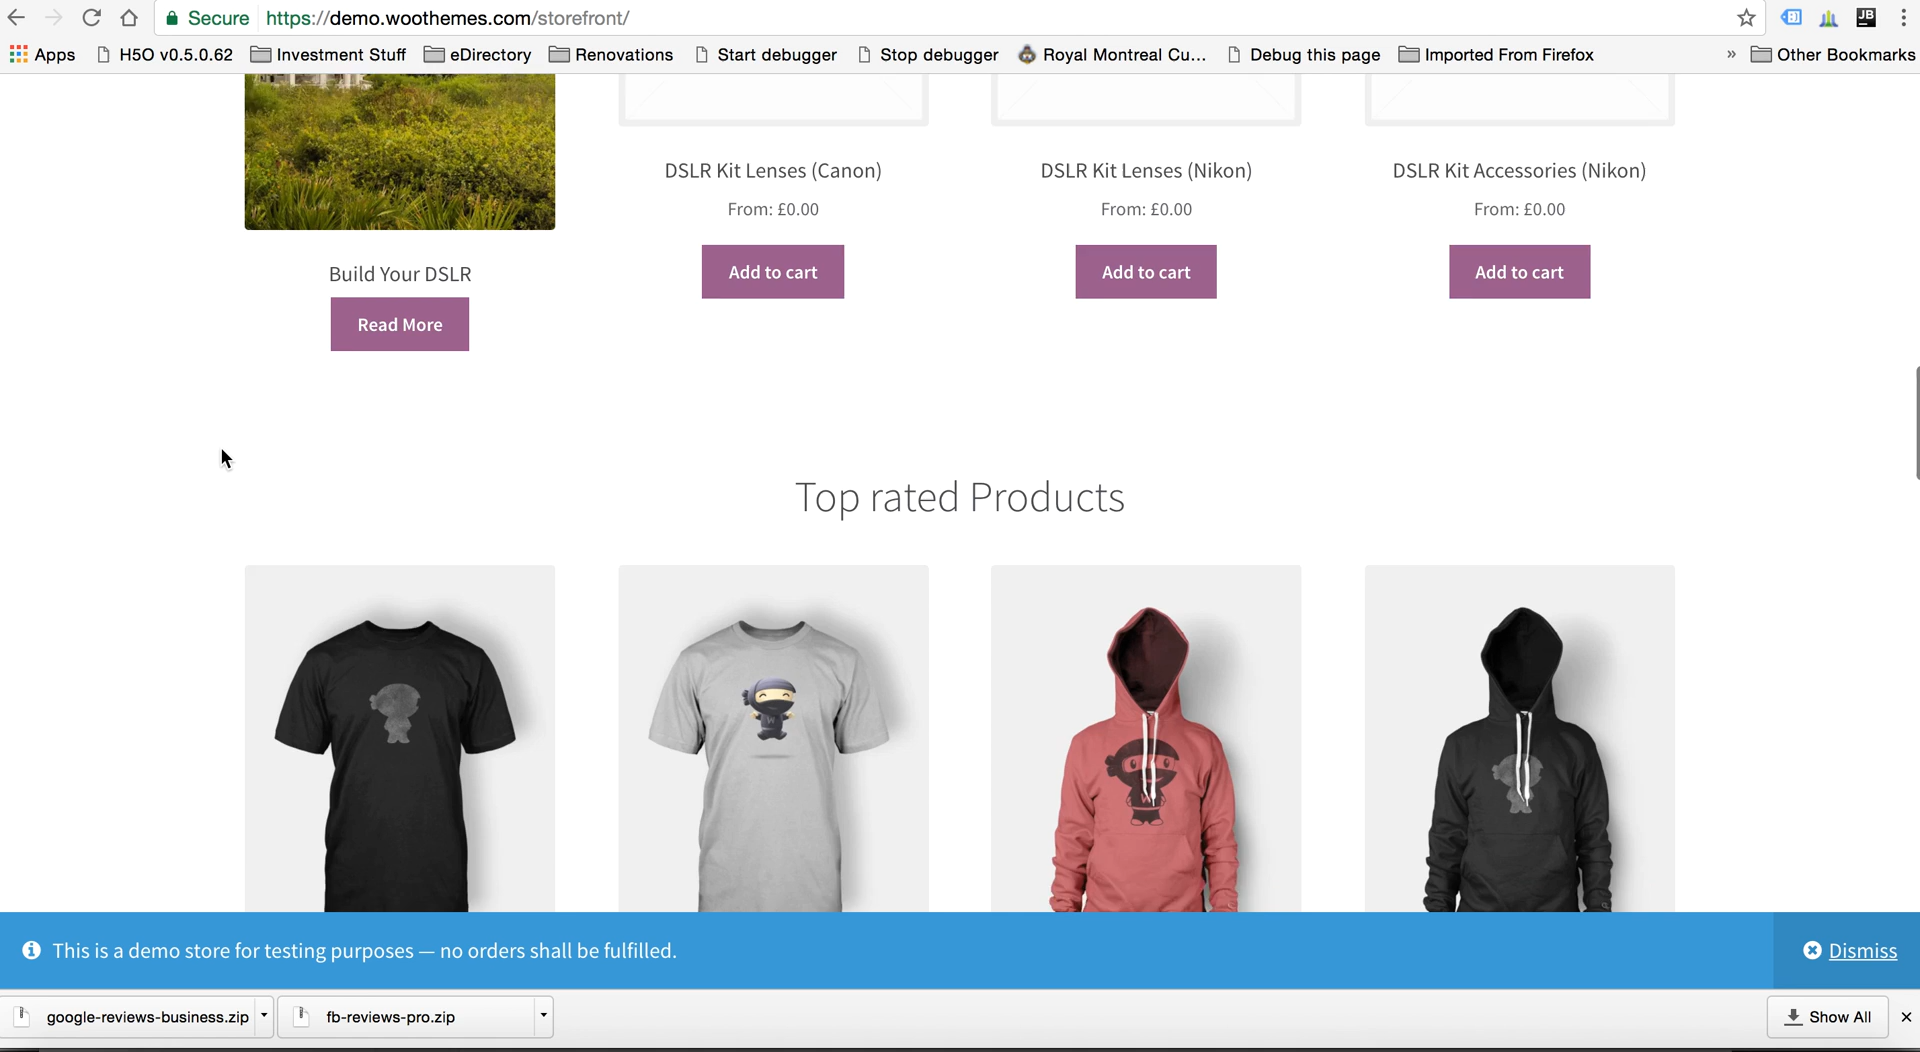 Secure https://demo.woothemes.com/storefront/
JB
Apps H5O v0.5.0.62 Investment Stuff eDirectory Renovations Start debugger Stop debugger Royal Montreal Cu... Debug this page Imported From Firefox » Other Bookmarks
DSLR Kit Lenses (Canon) DSLR Kit Lenses (Nikon) DSLR Kit Accessories (Nikon)
From: £0.00 From: £0.00 From: £0.00
Add to cart Add to cart Add to cart
Build Your DSLR
Read More
Top rated Products
W
W
This is a demo store for testing purposes — no orders shall be fulfilled. Dismiss
google-reviews-business.zip fb-reviews-pro.zip Show All